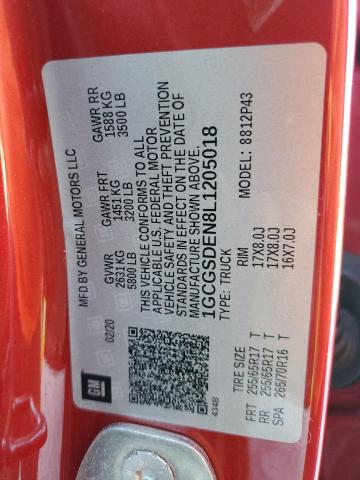 MFD BY GENERAL MOTORS LLC
02/20
GVWR
2631 KG
5800 LB
GAWR FRT
1451 KG
3200 LB
GAWR RR
1588 KG
3500 LB
THIS VEHICLE CONFORMS TO ALL
APPLICABLE U.S. FEDERAL MOTOR
VEHICLE SAFETY AND THEFT PREVENTION
STANDARDS IN EFFECT ON THE DATE OF
MANUFACTURE SHOWN ABOVE.
1GCGSDEN8L1205018
TYPE: TRUCK
MODEL: 8812P43
GM
434B
TIRE SIZE
RIM
FRT 255/65R17 T 17X8.0J
RR 255/65R17 T 17X8.0J
SPA 265/70R16 T 16X7.0J